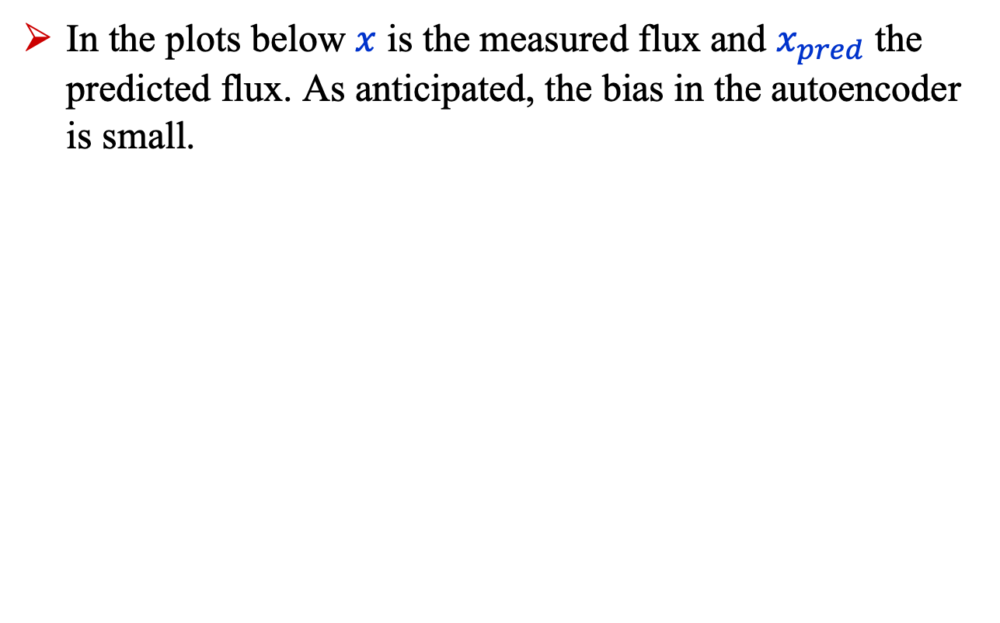 ➢ In the plots below x is the measured flux and x_pred the
predicted flux. As anticipated, the bias in the autoencoder
is small.